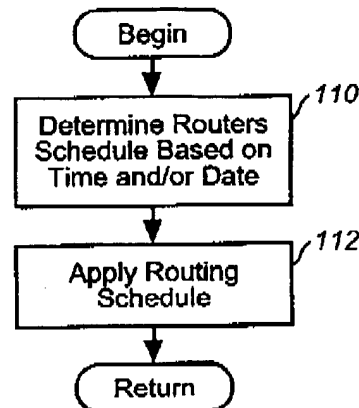 Begin
110
Determine Routers
Schedule Based on
Time and/or Date
112
Apply Routing
Schedule
Return